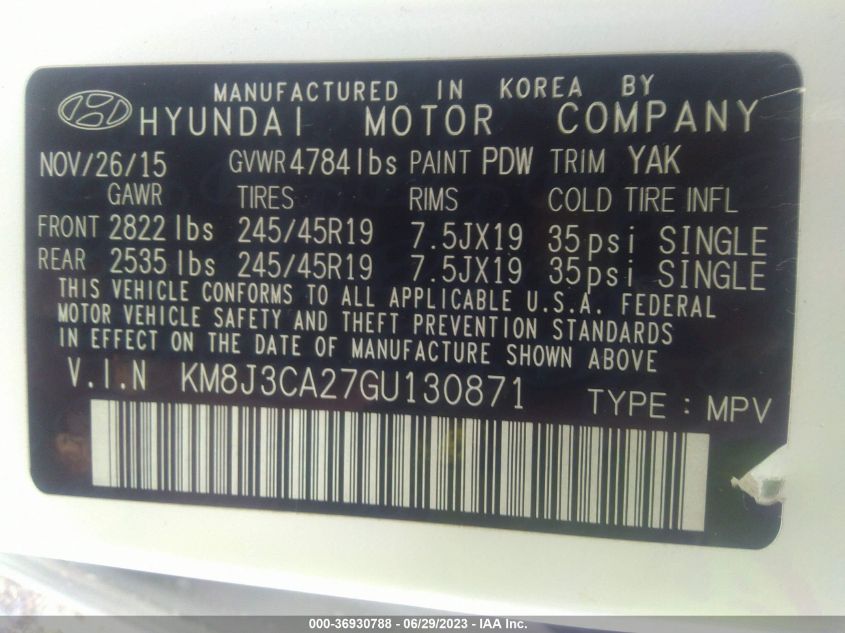 MANUFACTURED IN KOREA BY
HYUNDAI MOTOR COMPANY
NOV/26/15 GVWR 4784 lbs PAINT PDW TRIM YAK
GAWR TIRES RIMS COLD TIRE INFL
FRONT 2822 lbs 245/45R19 7.5JX19 35psi SINGLE
REAR 2535 lbs 245/45R19 7.5JX19 35psi SINGLE
THIS VEHICLE CONFORMS TO ALL APPLICABLE U.S.A. FEDERAL
MOTOR VEHICLE SAFETY AND THEFT PREVENTION STANDARDS
IN EFFECT ON THE DATE OF MANUFACTURE SHOWN ABOVE
V.I.N KM8J3CA27GU130871 TYPE : MPV
000-36930788 - 06/29/2023 - IAA Inc.